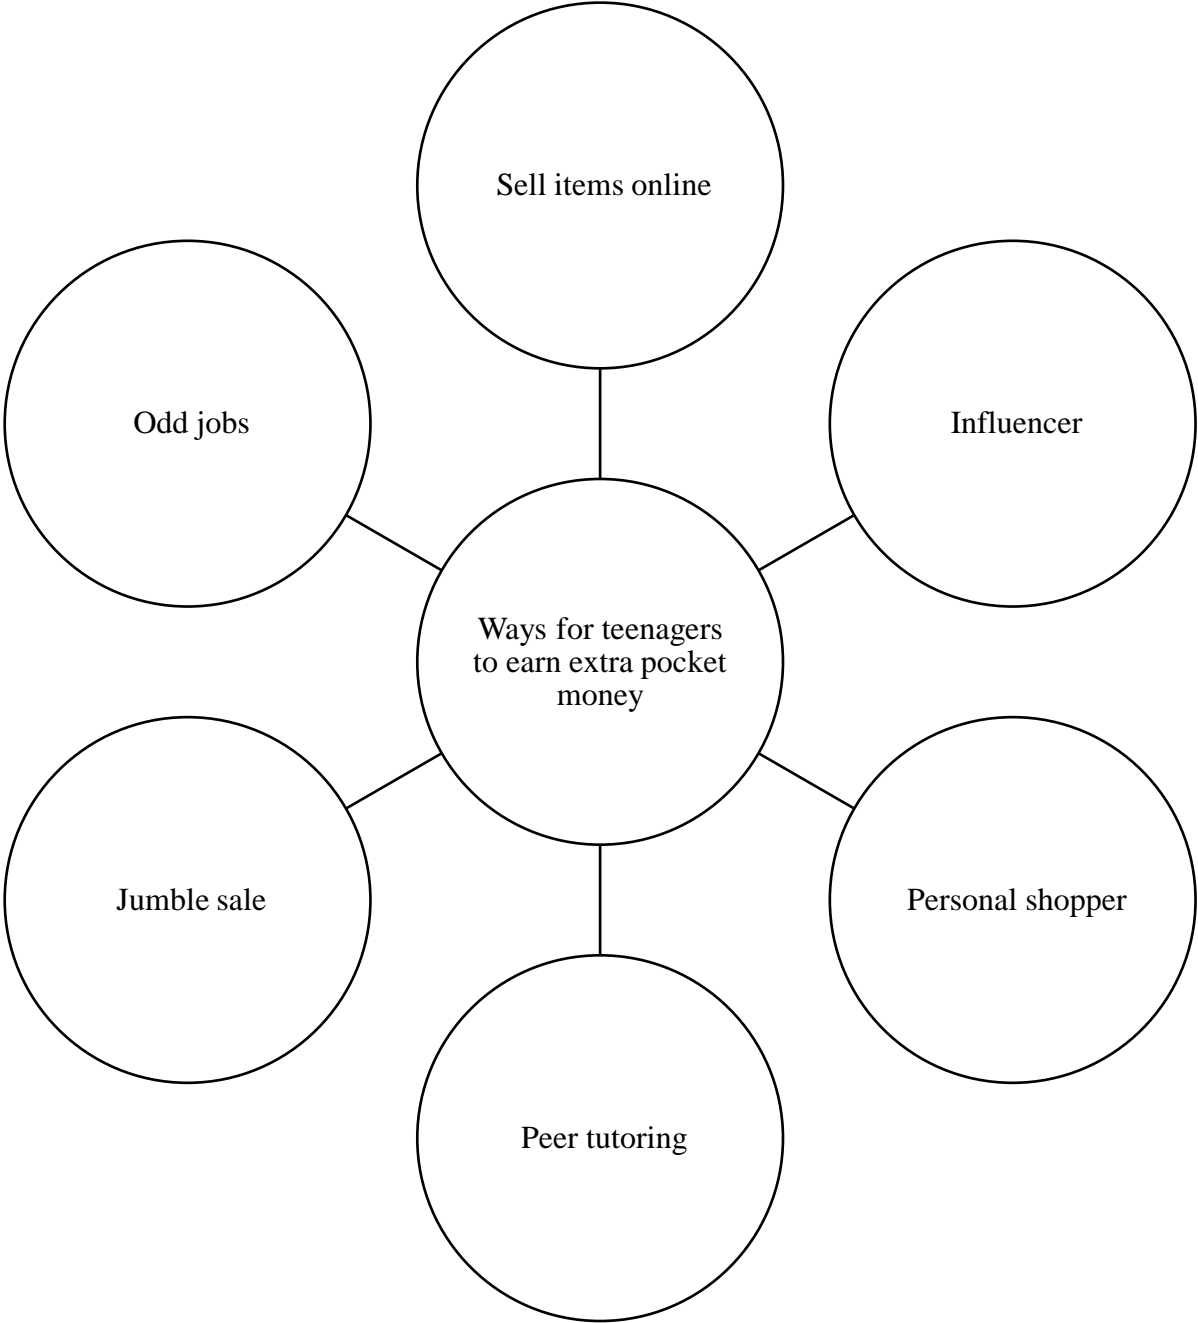 Sell items online
Odd jobs
Influencer
Ways for teenagers
to earn extra pocket
money
Jumble sale
Personal shopper
Peer tutoring